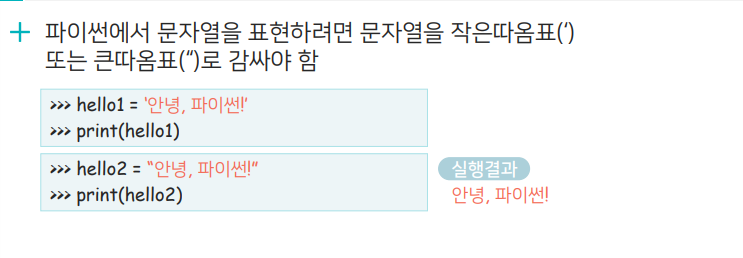 + 파이썬에서 문자열을 표현하려면 문자열을 작은따옴표(‘)
또는 큰따옴표(“)로 감싸야 함
>>> hello1 = '안녕, 파이썬!’
>>> print(hello1)
>>> hello2 = “안녕, 파이썬!”
>>> print(hello2)
실행결과
안녕, 파이썬!